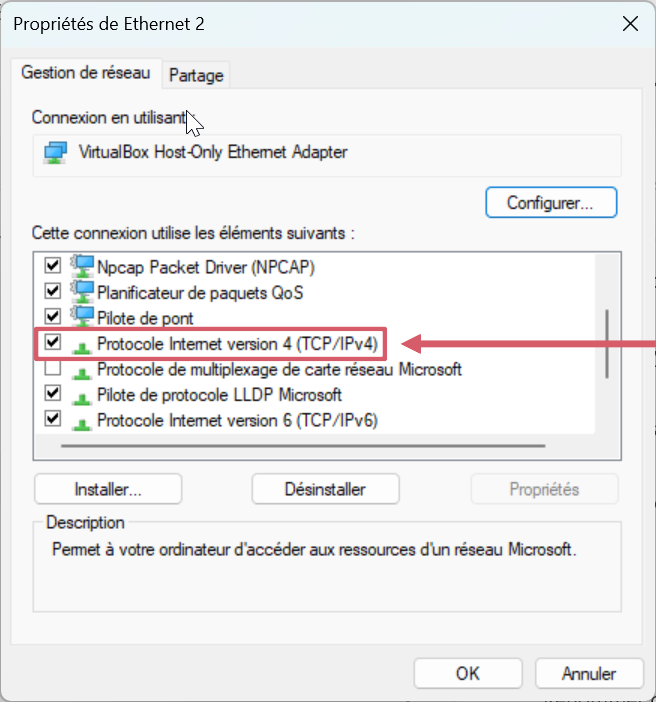 Propriétés de Ethernet 2
Gestion de réseau
Partage
Connexion en utilisant :
VirtualBox Host-Only Ethernet Adapter
Configurer...
Cette connexion utilise les éléments suivants :
Npcap Packet Driver (NPCAP)
Planificateur de paquets QoS
Pilote de pont
Protocole Internet version 4 (TCP/IPv4)
Protocole de multiplexage de carte réseau Microsoft
Pilote de protocole LLDP Microsoft
Protocole Internet version 6 (TCP/IPv6)
Installer...
Désinstaller
Propriétés
Description
Permet à votre ordinateur d'accéder aux ressources d'un réseau Microsoft.
OK
Annuler